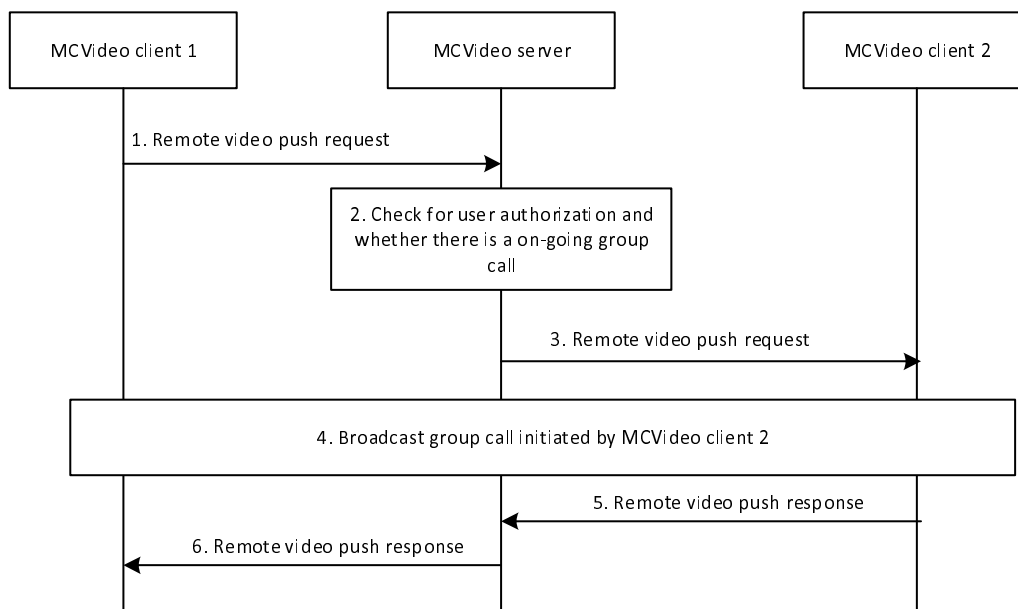 MCVideo client 1
MCVideo server
MCVideo client 2
1. Remote video push request
2. Check for user authorization and
whether there is a on-going group
call
3. Remote video push request
4. Broadcast group call initiated by MCVideo client 2
5. Remote video push response
6. Remote video push response